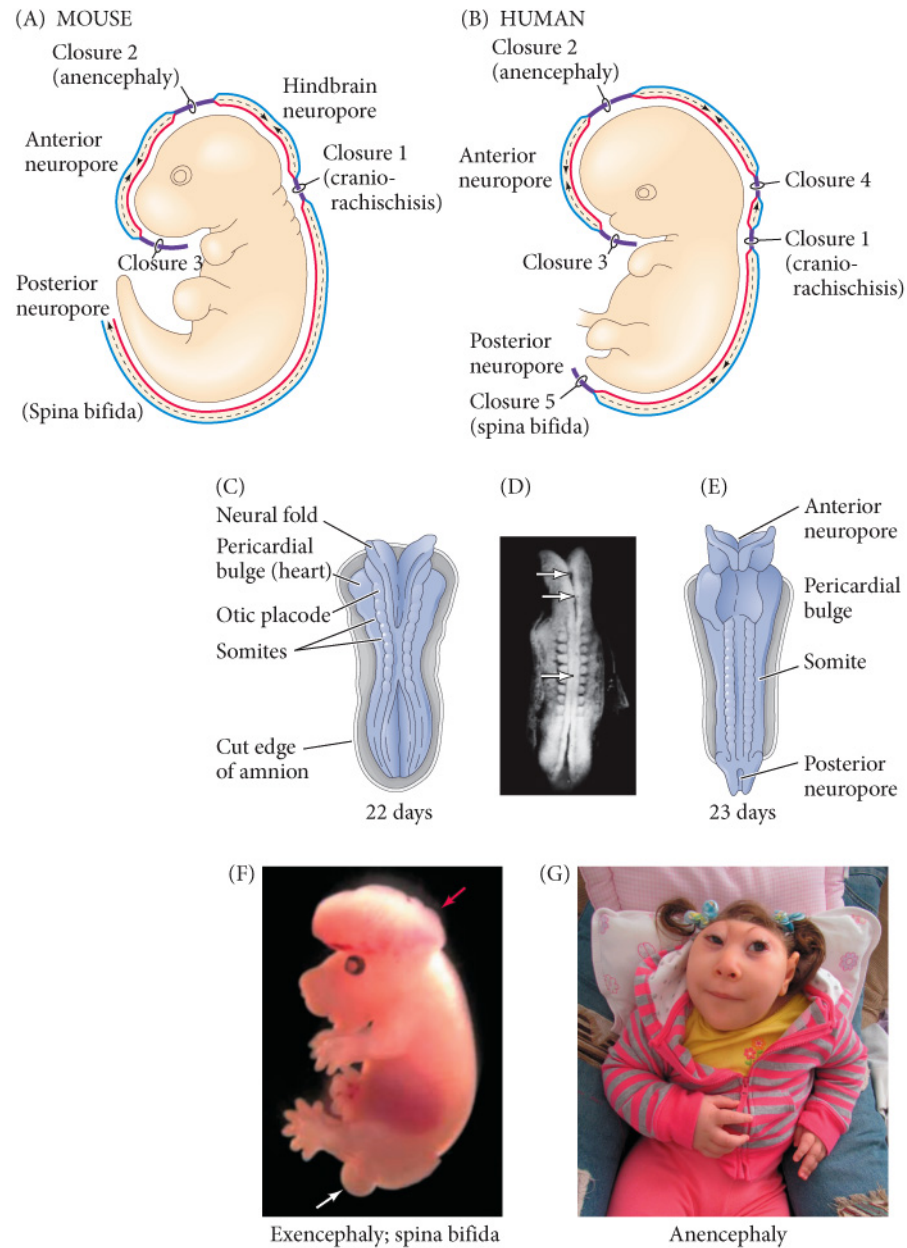 (A) MOUSE
Closure 2
(anencephaly)
Hindbrain
neuropore
Anterior
neuropore
Closure 1
(cranio-
rachischisis)
Closure 3
Posterior
neuropore
(Spina bifida)
(B) HUMAN
Closure 2
(anencephaly)
Anterior
neuropore
Closure 4
Closure 3
Closure 1
(cranio-
rachischisis)
Posterior
neuropore
Closure 5
(spina bifida)
(C)
Neural fold
Pericardial
bulge (heart)
Otic placode
Somites
Cut edge
of amnion
22 days
(D)
(E)
Anterior
neuropore
Pericardial
bulge
Somite
Posterior
neuropore
23 days
(F)
Exencephaly; spina bifida
(G)
Anencephaly